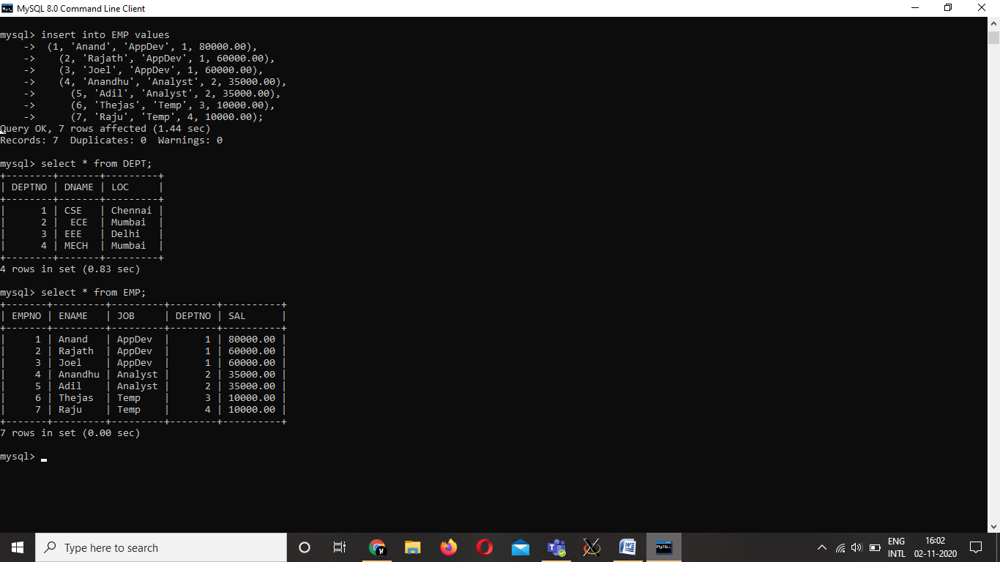 MySQL 8.0 Command Line Client
mysql> insert into EMP values
    ->  (1, 'Anand', 'AppDev', 1, 80000.00),
    ->    (2, 'Rajath', 'AppDev', 1, 60000.00),
    ->    (3, 'Joel', 'AppDev', 1, 60000.00),
    ->    (4, 'Anandhu', 'Analyst', 2, 35000.00),
    ->      (5, 'Adil', 'Analyst', 2, 35000.00),
    ->      (6, 'Thejas', 'Temp', 3, 10000.00),
    ->      (7, 'Raju', 'Temp', 4, 10000.00);
Query OK, 7 rows affected (1.44 sec)
Records: 7  Duplicates: 0  Warnings: 0
mysql> select * from DEPT;
+--------+-------+---------+
| DEPTNO | DNAME | LOC     |
+--------+-------+---------+
|      1 | CSE   | Chennai |
|      2 |  ECE  | Mumbai  |
|      3 | EEE   | Delhi   |
|      4 | MECH  | Mumbai  |
+--------+-------+---------+
4 rows in set (0.83 sec)
mysql> select * from EMP;
+-------+---------+---------+--------+----------+
| EMPNO | ENAME   | JOB     | DEPTNO | SAL      |
+-------+---------+---------+--------+----------+
|     1 | Anand   | AppDev  |      1 | 80000.00 |
|     2 | Rajath  | AppDev  |      1 | 60000.00 |
|     3 | Joel    | AppDev  |      1 | 60000.00 |
|     4 | Anandhu | Analyst |      2 | 35000.00 |
|     5 | Adil    | Analyst |      2 | 35000.00 |
|     6 | Thejas  | Temp    |      3 | 10000.00 |
|     7 | Raju    | Temp    |      4 | 10000.00 |
+-------+---------+---------+--------+----------+
7 rows in set (0.00 sec)
mysql>
Type here to search
ENG
INTL
16:02
02-11-2020